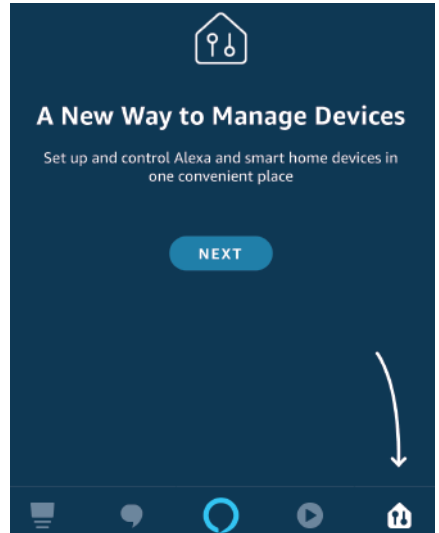 A New Way to Manage Devices
Set up and control Alexa and smart home devices in
one convenient place
NEXT